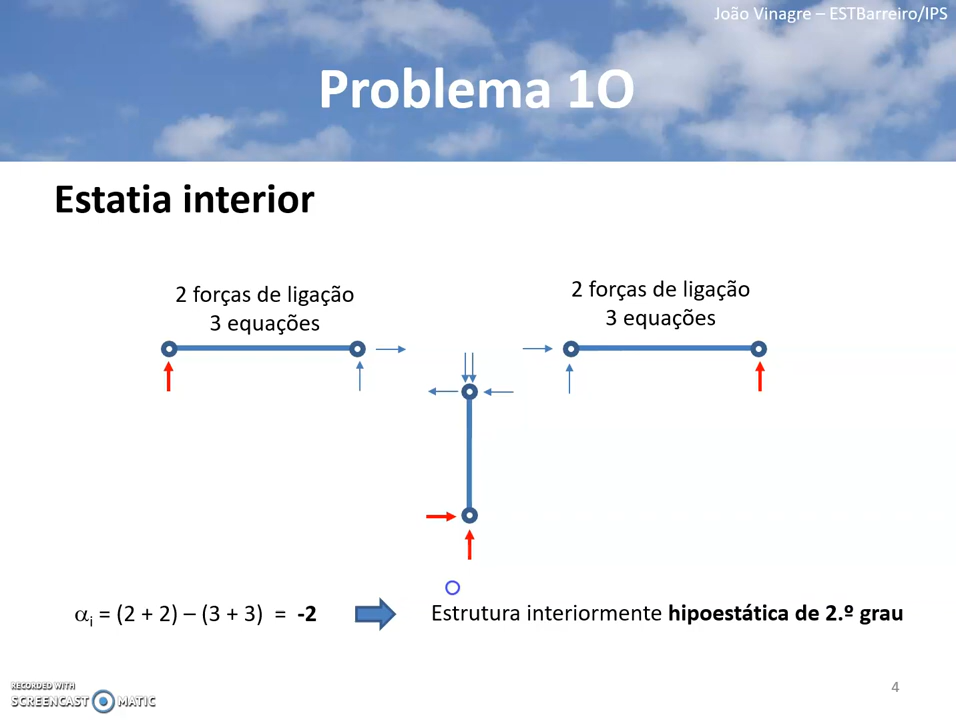 João Vinagre – ESTBarreiro/IPS
Problema 1O
Estatia interior
2 forças de ligação
3 equações
2 forças de ligação
3 equações
αi = (2 + 2) – (3 + 3) = -2
Estrutura interiormente hipoestática de 2.º grau
RECORDED WITH
SCREENCAST MATIC
4